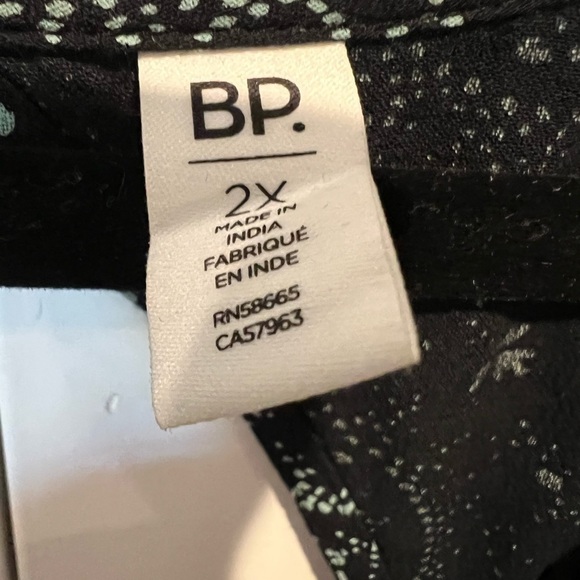 BP.
2X
MADE IN
INDIA
FABRIQUÉ
EN INDE
RN58665
CA57963